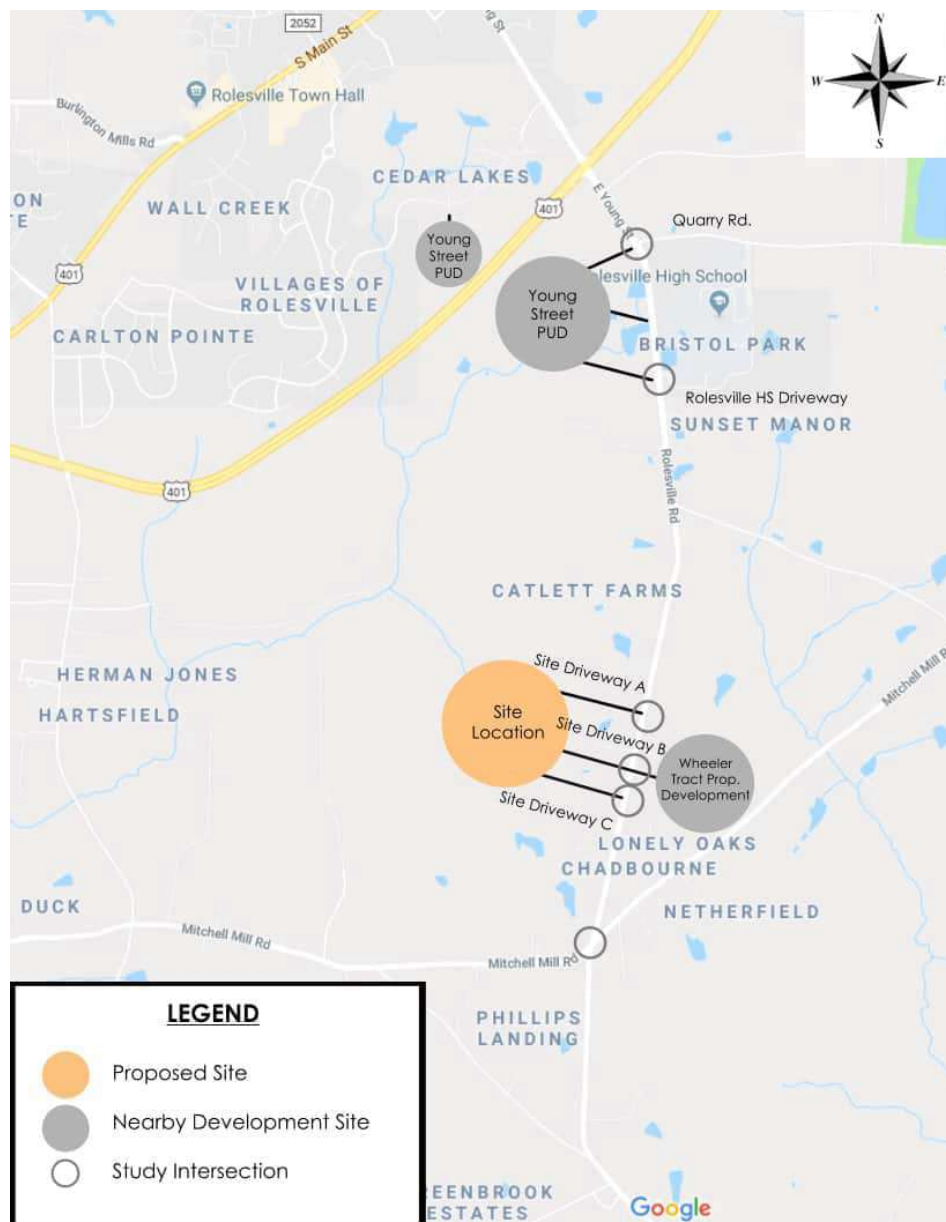 N
W
E
S
2052
S Main St
ng St
Rolesville Town Hall
Burlington Mills Rd
CEDAR LAKES
ON
TE
WALL CREEK
401
E Young St
Quarry Rd.
Young
Street
PUD
401
VILLAGES OF
ROLESVILLE
olesville High School
Young
Street
PUD
CARLTON POINTE
BRISTOL PARK
Rolesville HS Driveway
SUNSET MANOR
401
Rolesville Rd
CATLETT FARMS
HERMAN JONES
HARTSFIELD
Mitchell Mill R
Site Driveway A
Site
Location
Site Driveway B
Wheeler
Tract Prop.
Development
Site Driveway C
LONELY OAKS
CHADBOURNE
DUCK
NETHERFIELD
Mitchell Mill Rd
Mitchell Mill Rd
PHILLIPS
LANDING
LEGEND
Proposed Site
Nearby Development Site
Study Intersection
EENBROOK
ESTATES
Google